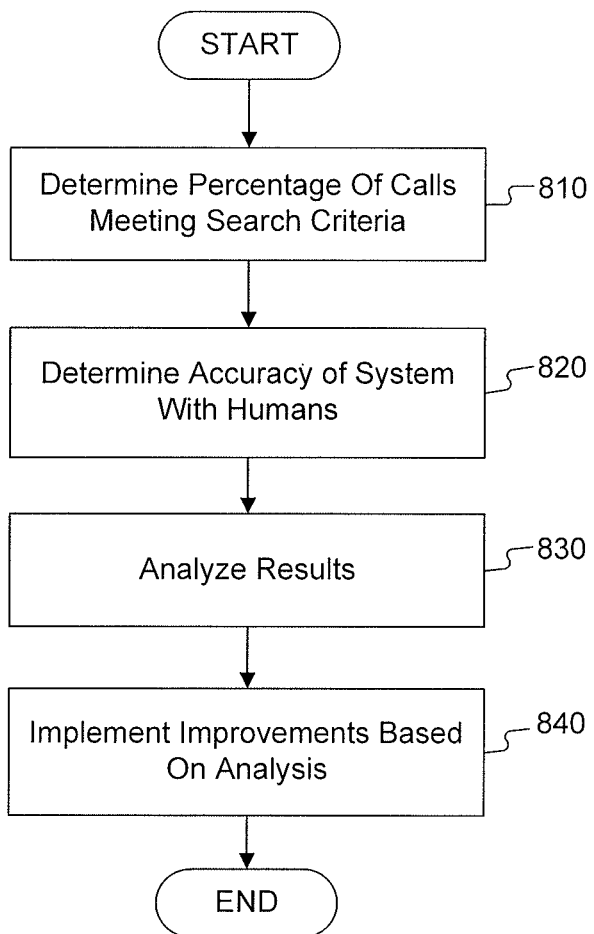 START
Determine Percentage Of Calls
Meeting Search Criteria
810
Determine Accuracy of System
With Humans
820
Analyze Results
830
Implement Improvements Based
On Analysis
840
END